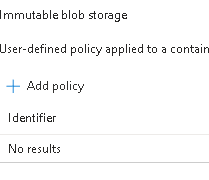 Immutable blob storage
User-defined policy applied to a contain
Add policy
Identifier
No results